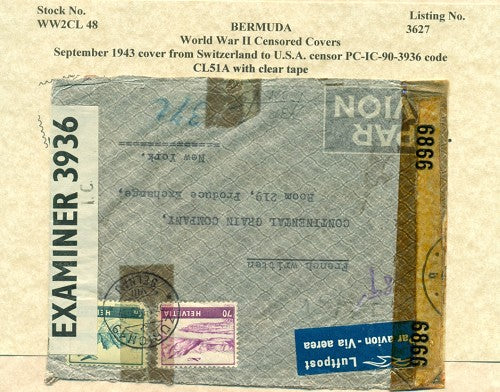 Stock No.
WW2CL 48
BERMUDA
World War II Censored Covers
Listing No.
3627
September 1943 cover from Switzerland to U.S.A. censor PC-IC-90-3936 code
CL51A with clear tape
EXAMINER 3936
I.C.
PAR
AVION
French written
CONTINENTAL GRAIN COMPANY,
Room 219, Produce Exchange,
New York.
6866
6866
HELVETIA
70
HELVETIA
Luftpost
Par avion - Via aerea